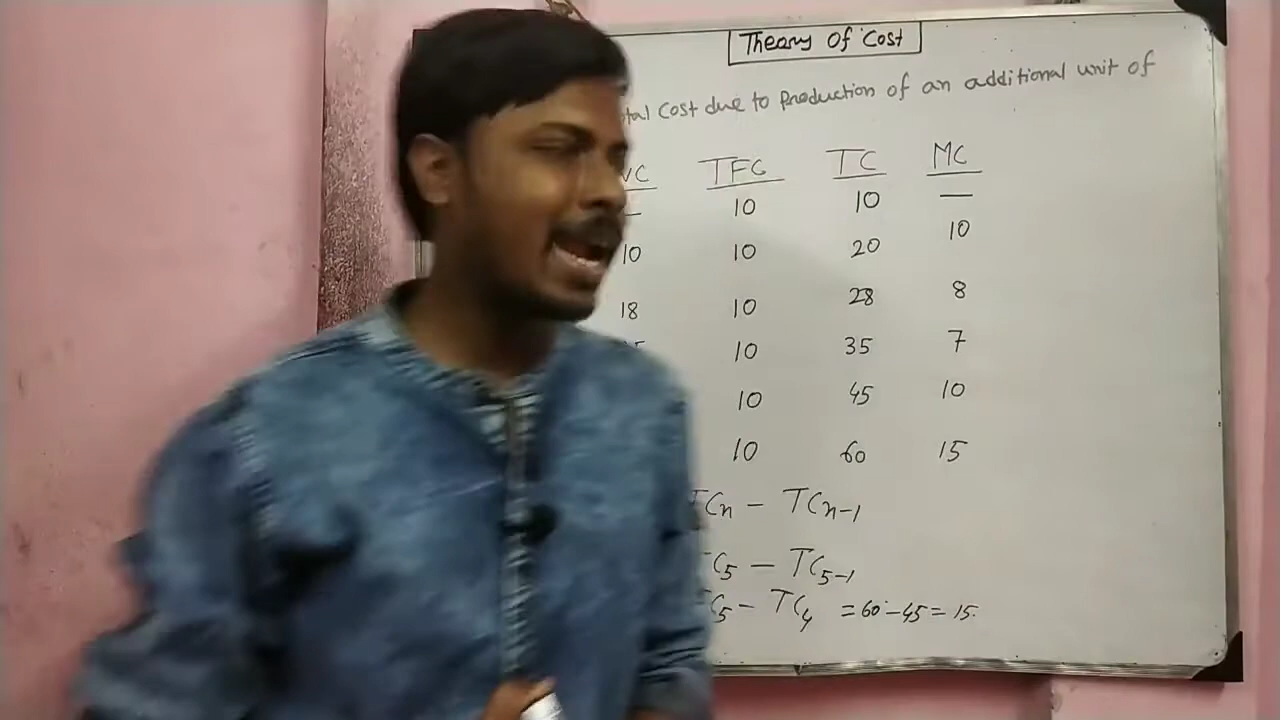 Theory Of Cost
Cost due to Production of an additional unit of
VC TFC TC MC
— 10 10 —
10 10 20 10
18 10 28 8
10 35 7
10 45 10
10 60 15
TCn − TCn-1
TC5 − TC5-1
TC5 − TC4 = 60 − 45 = 15